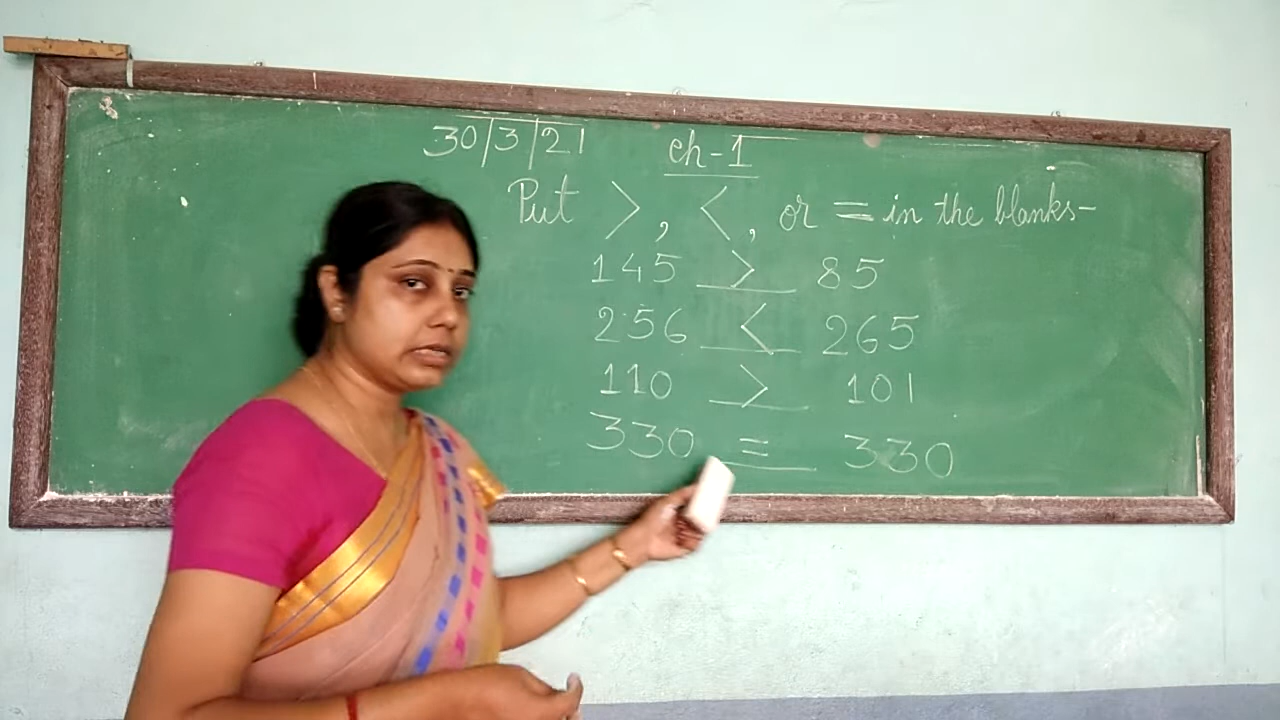 30/3/21 ch-1
Put >, <, or = in the blanks-
145 > 85
256 < 265
110 > 101
330 = 330